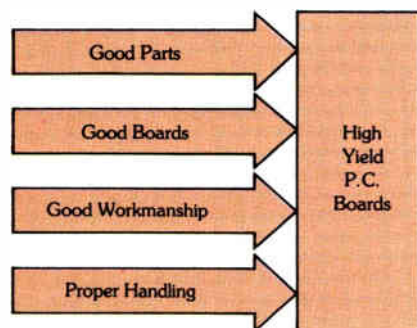 Good Parts
Good Boards
Good Workmanship
Proper Handling
High
Yield
P.C.
Boards